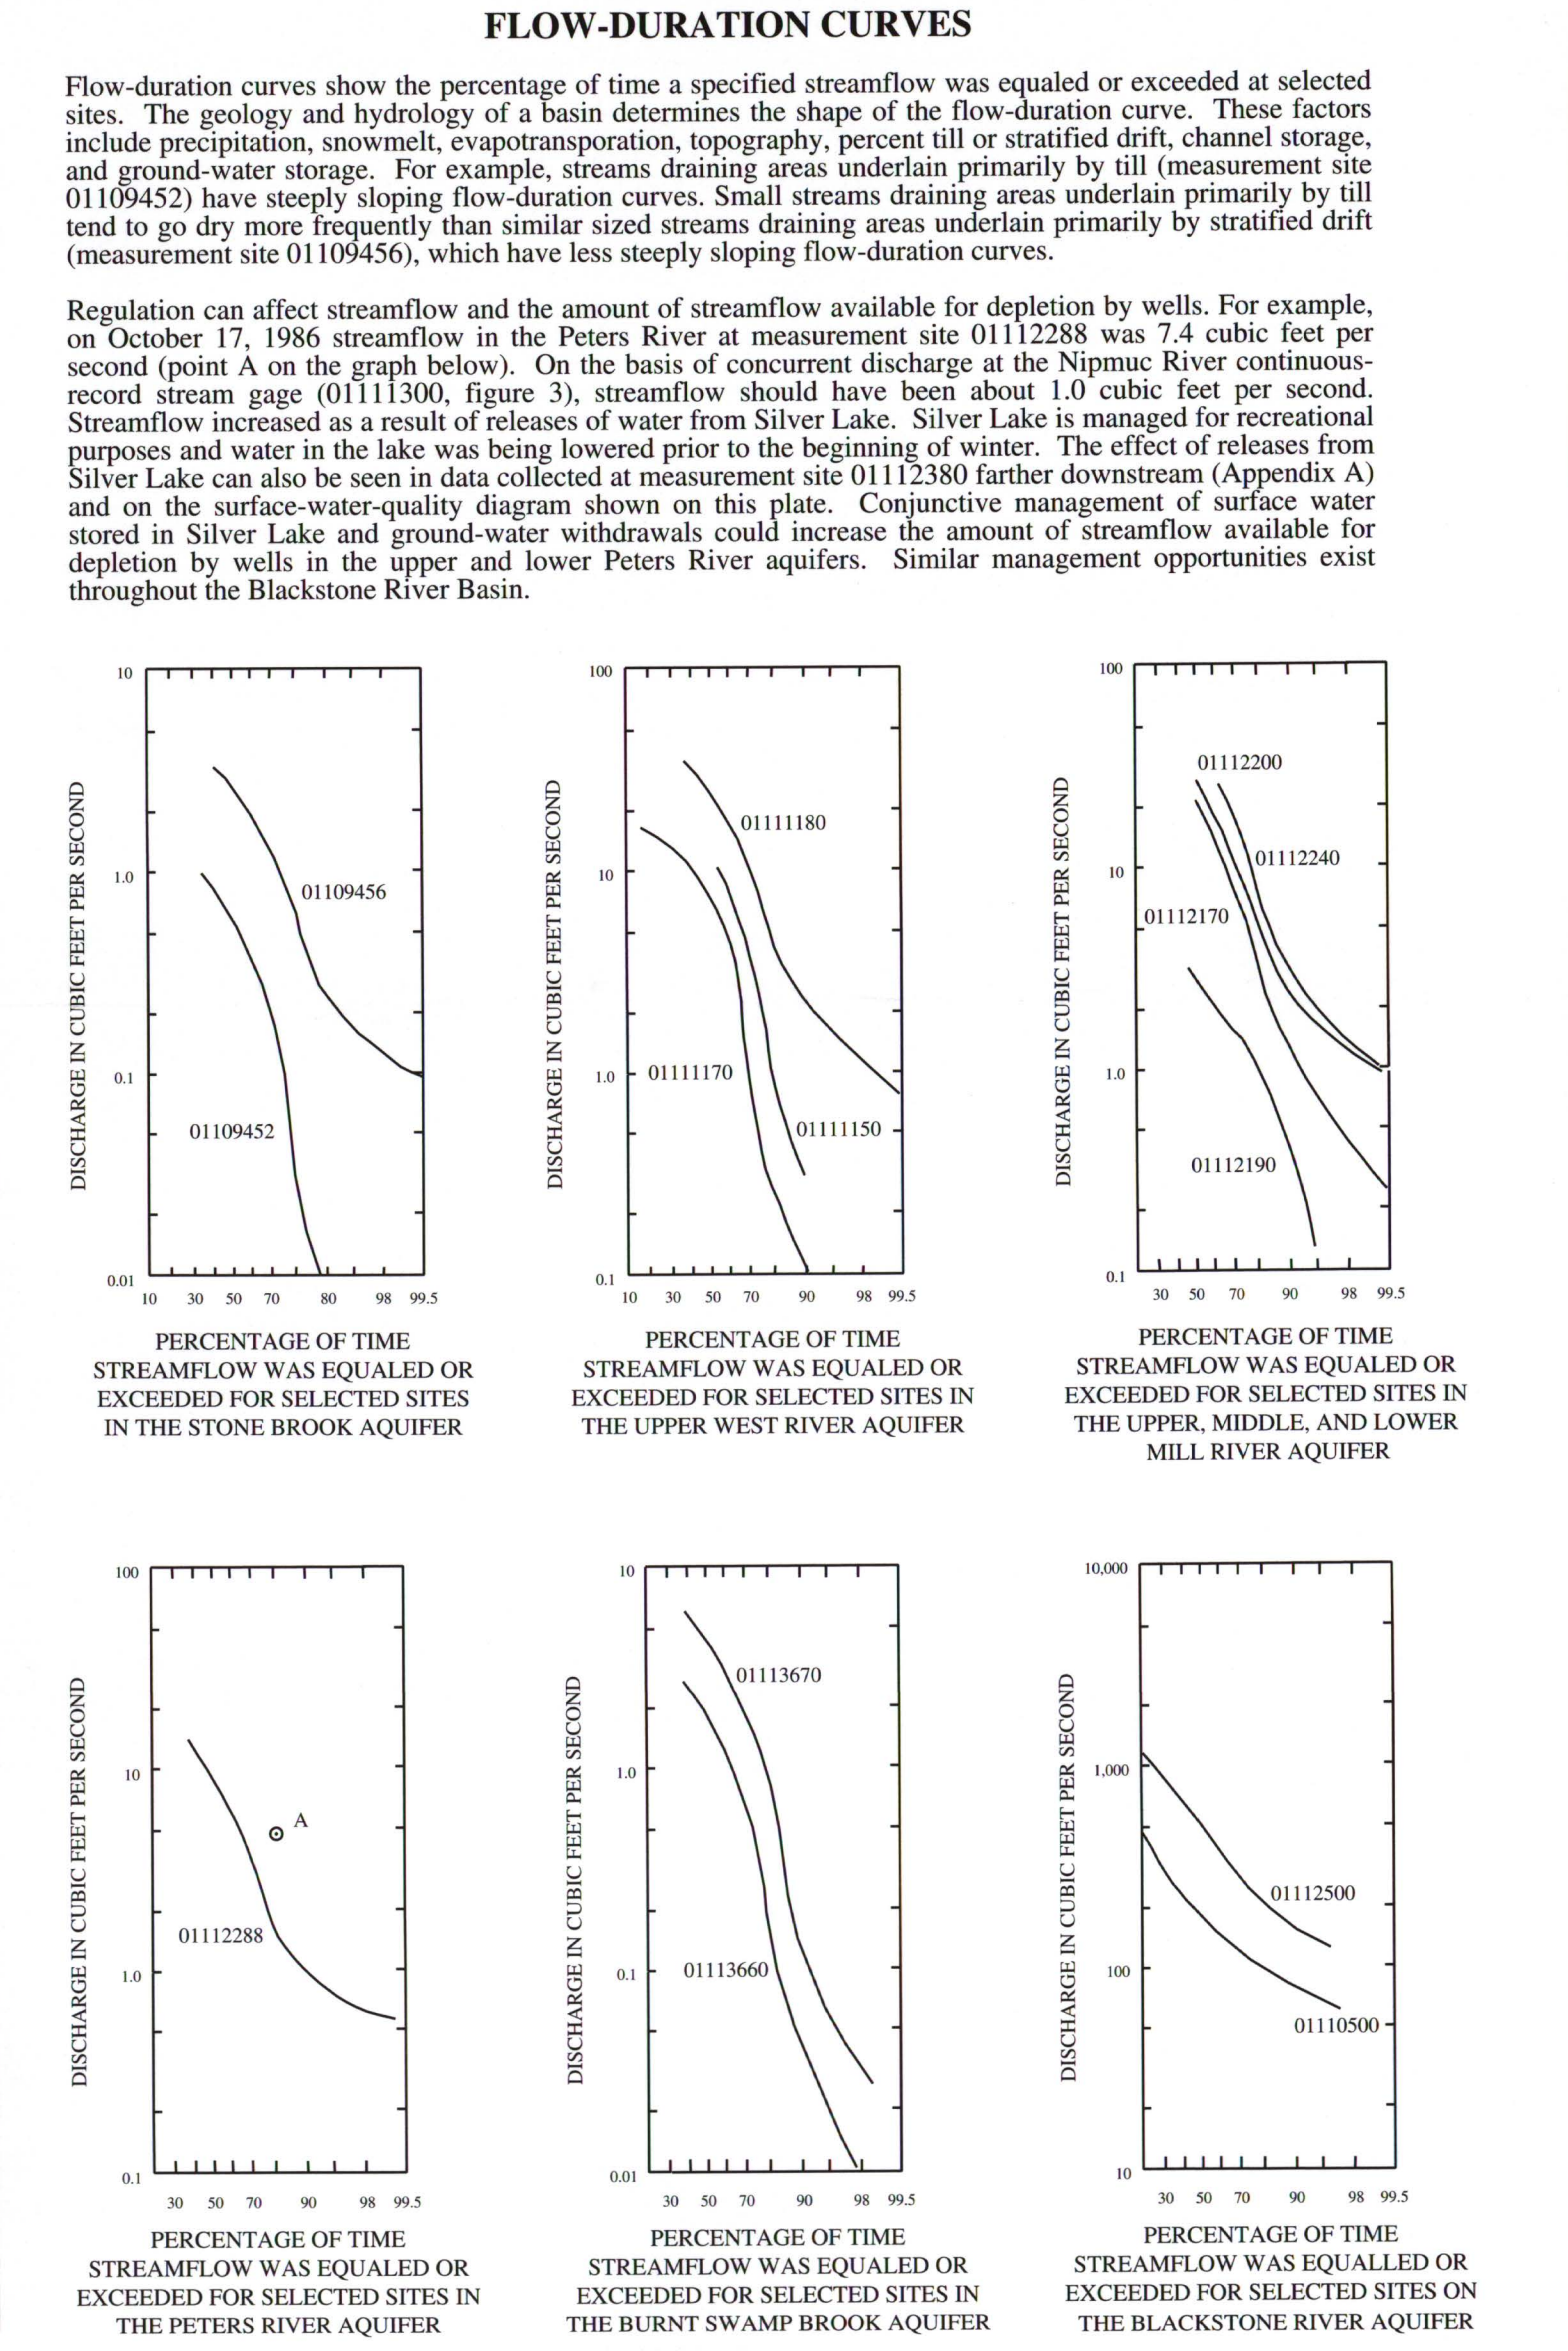 FLOW-DURATION CURVES
Flow-duration curves show the percentage of time a specified streamflow was equaled or exceeded at selected
sites. The geology and hydrology of a basin determines the shape of the flow-duration curve. These factors
include precipitation, snowmelt, evapotransporation, topography, percent till or stratified drift, channel storage,
and ground-water storage. For example, streams draining areas underlain primarily by till (measurement site
01109452) have steeply sloping flow-duration curves. Small streams draining areas underlain primarily by till
tend to go dry more frequently than similar sized streams draining areas underlain primarily by stratified drift
(measurement site 01109456), which have less steeply sloping flow-duration curves.
Regulation can affect streamflow and the amount of streamflow available for depletion by wells. For example,
on October 17, 1986 streamflow in the Peters River at measurement site 01112288 was 7.4 cubic feet per
second (point A on the graph below). On the basis of concurrent discharge at the Nipmuc River continuous-
record stream gage (01111300, figure 3), streamflow should have been about 1.0 cubic feet per second.
Streamflow increased as a result of releases of water from Silver Lake. Silver Lake is managed for recreational
purposes and water in the lake was being lowered prior to the beginning of winter. The effect of releases from
Silver Lake can also be seen in data collected at measurement site 01112380 farther downstream (Appendix A)
and on the surface-water-quality diagram shown on this plate. Conjunctive management of surface water
stored in Silver Lake and ground-water withdrawals could increase the amount of streamflow available for
depletion by wells in the upper and lower Peters River aquifers. Similar management opportunities exist
throughout the Blackstone River Basin.
DISCHARGE IN CUBIC FEET PER SECOND
10
1.0
0.1
0.01
01109456
01109452
10 30 50 70 80 98 99.5
PERCENTAGE OF TIME
STREAMFLOW WAS EQUALED OR
EXCEEDED FOR SELECTED SITES
IN THE STONE BROOK AQUIFER
DISCHARGE IN CUBIC FEET PER SECOND
100
10
1.0
0.1
01111180
01111170
01111150
10 30 50 70 90 98 99.5
PERCENTAGE OF TIME
STREAMFLOW WAS EQUALED OR
EXCEEDED FOR SELECTED SITES IN
THE UPPER WEST RIVER AQUIFER
DISCHARGE IN CUBIC FEET PER SECOND
100
10
1.0
0.1
01112200
01112240
01112170
01112190
30 50 70 90 98 99.5
PERCENTAGE OF TIME
STREAMFLOW WAS EQUALED OR
EXCEEDED FOR SELECTED SITES IN
THE UPPER, MIDDLE, AND LOWER
MILL RIVER AQUIFER
DISCHARGE IN CUBIC FEET PER SECOND
100
10
1.0
0.1
A
01112288
30 50 70 90 98 99.5
PERCENTAGE OF TIME
STREAMFLOW WAS EQUALED OR
EXCEEDED FOR SELECTED SITES IN
THE PETERS RIVER AQUIFER
DISCHARGE IN CUBIC FEET PER SECOND
10
1.0
0.1
0.01
01113670
01113660
30 50 70 90 98 99.5
PERCENTAGE OF TIME
STREAMFLOW WAS EQUALED OR
EXCEEDED FOR SELECTED SITES IN
THE BURNT SWAMP BROOK AQUIFER
DISCHARGE IN CUBIC FEET PER SECOND
10,000
1,000
100
10
01112500
01110500
30 50 70 90 98 99.5
PERCENTAGE OF TIME
STREAMFLOW WAS EQUALLED OR
EXCEEDED FOR SELECTED SITES ON
THE BLACKSTONE RIVER AQUIFER